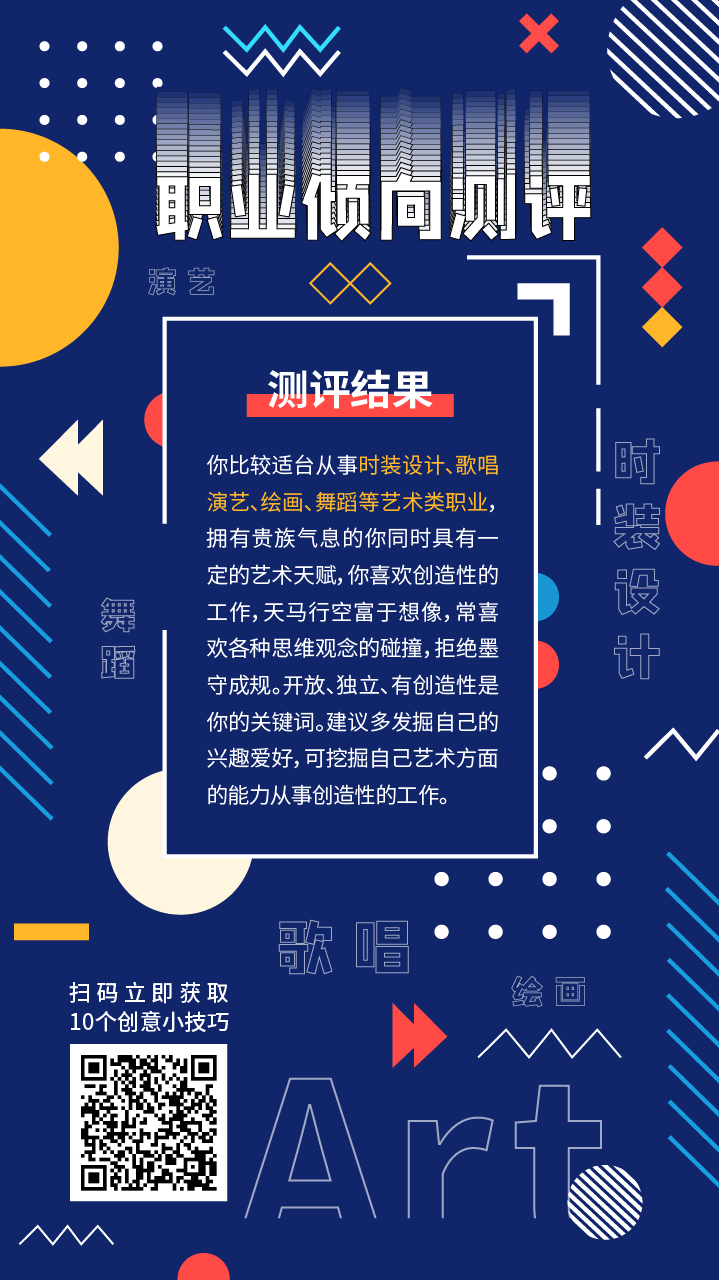 职业倾向测评
演艺
测评结果
你比较适台从事时装设计、歌唱
演艺、绘画、舞蹈等艺术类职业，
拥有贵族气息的你同时具有一
定的艺术天赋，你喜欢创造性的
工作，天马行空富于想像，常喜
欢各种思维观念的碰撞，拒绝墨
守成规。开放、独立、有创造性是
你的关键词。建议多发掘自己的
兴趣爱好，可挖掘自己艺术方面
的能力从事创造性的工作。
时装设计
舞蹈
歌唱
绘画
扫码立即获取
10个创意小技巧
Art